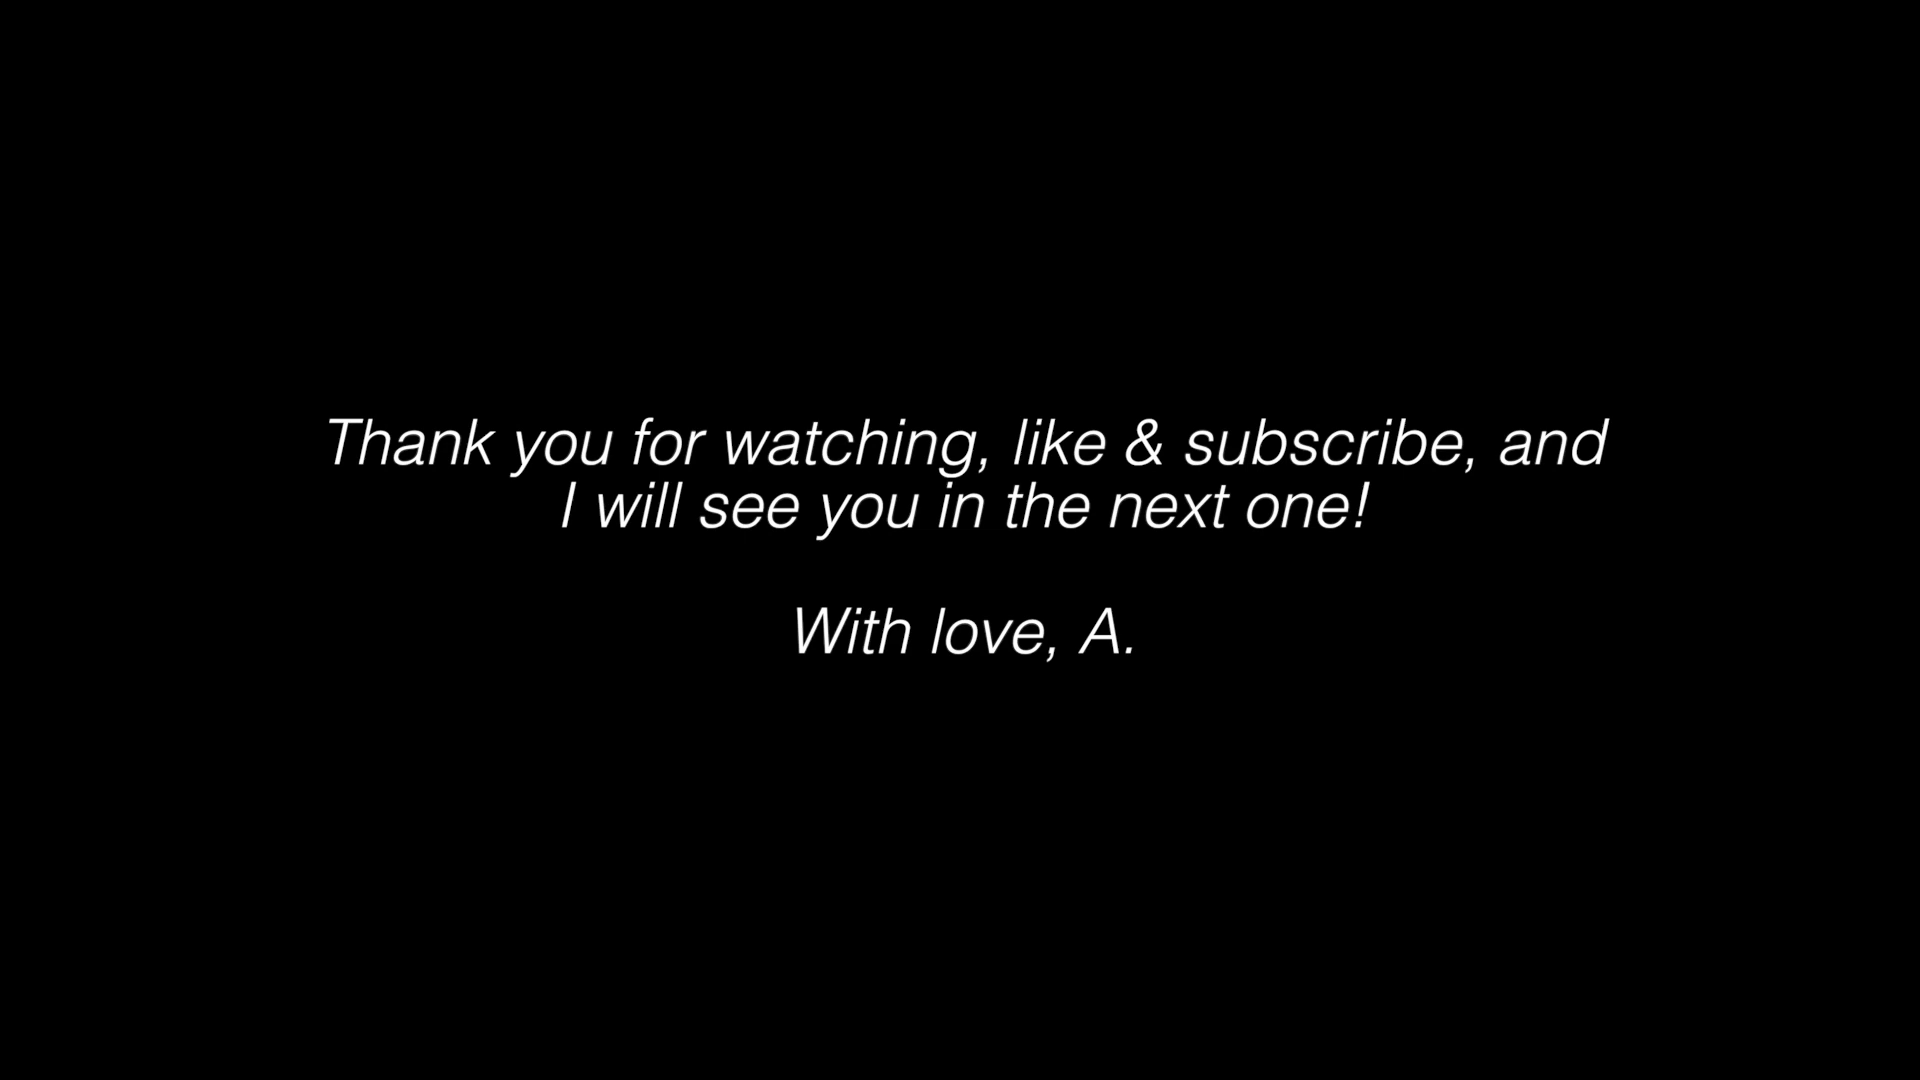 Thank you for watching, like & subscribe, and
I will see you in the next one!
With love, A.